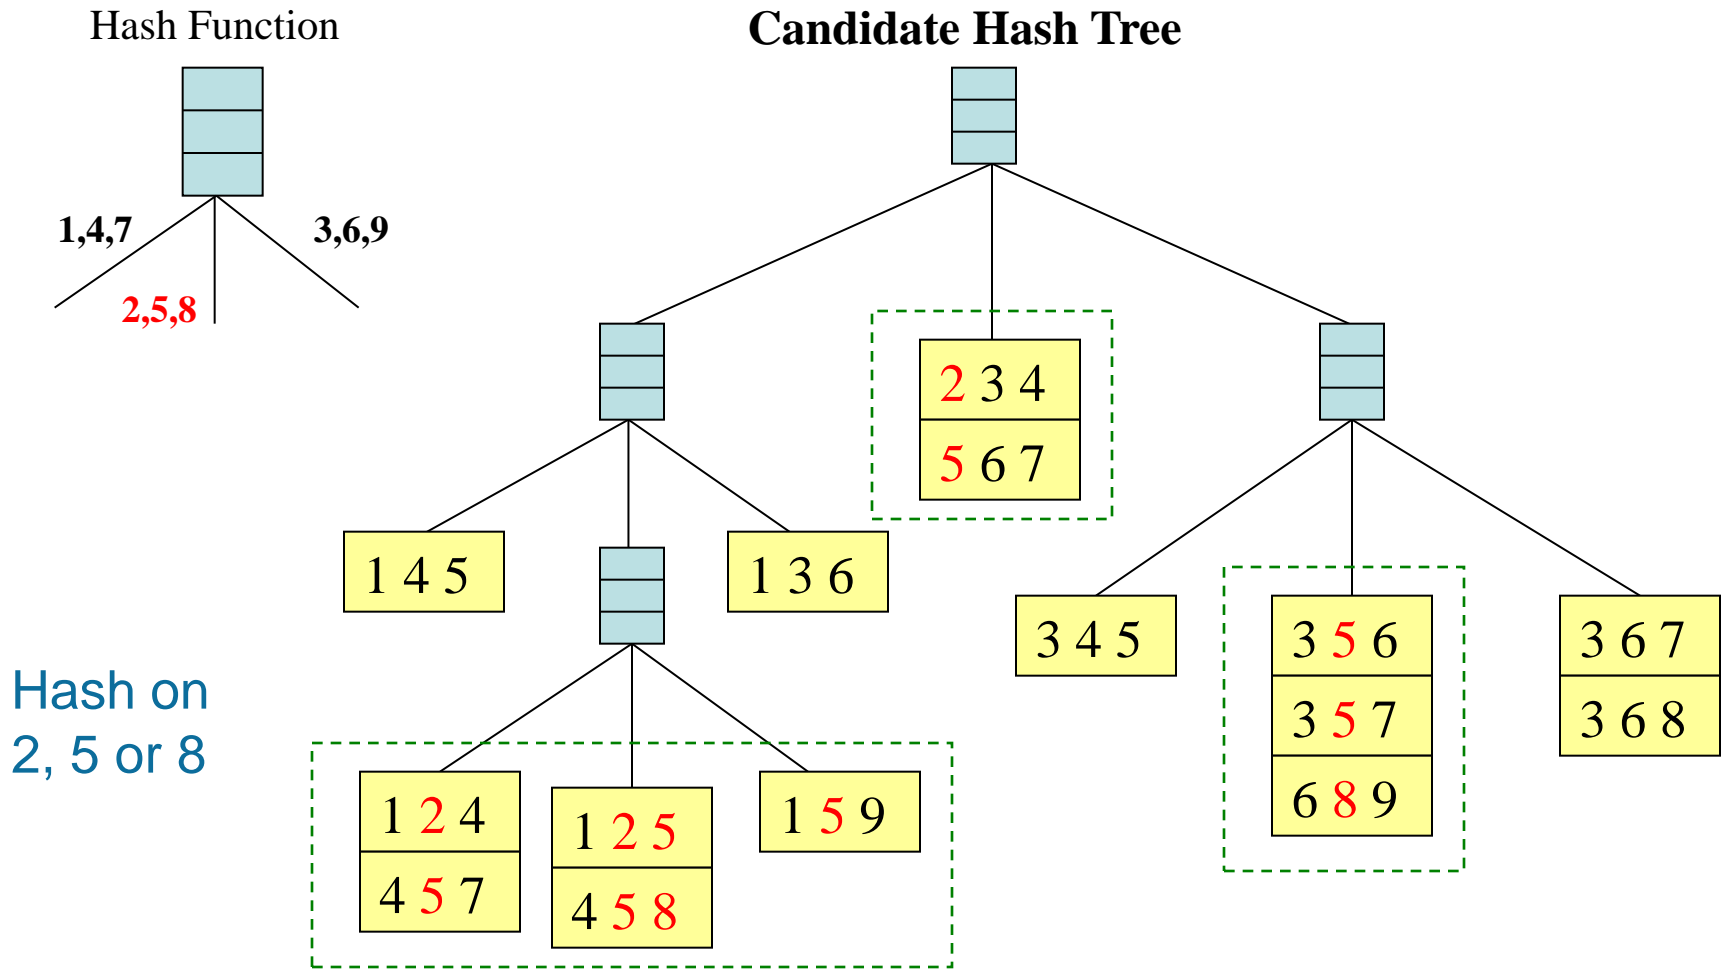 Hash Function
Candidate Hash Tree
1,4,7
3,6,9
2,5,8
2 3 4
5 6 7
1 4 5
1 3 6
3 4 5
3 5 6
3 5 7
6 8 9
3 6 7
3 6 8
Hash on
2, 5 or 8
1 2 4
4 5 7
1 2 5
4 5 8
1 5 9